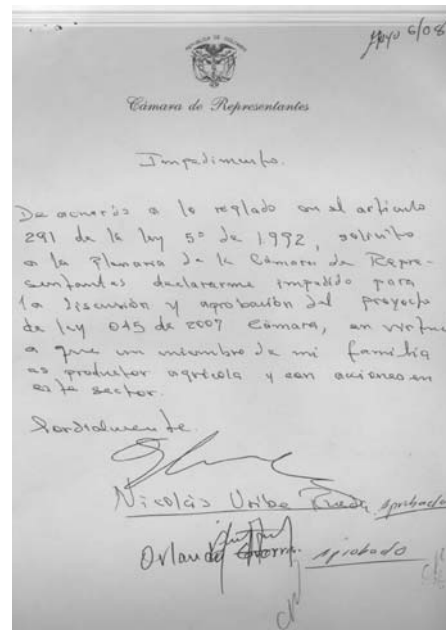 Mayo 6/08
Cámara de Representantes
Impedimento.
De acuerdo a lo reglado en el artículo
291 de la ley 5ª de 1992, solicito
a la Plenaria de la Cámara de Repre-
sentantes declararme impedido para
la discusión y aprobación del proyecto
de ley 045 de 2007 Cámara, en virtud
a que un miembro de mi familia
es productor agrícola y con acciones en
este sector.
Cordialmente.
Nicolás Uribe Rueda Aprobado
Orlando Aprobado